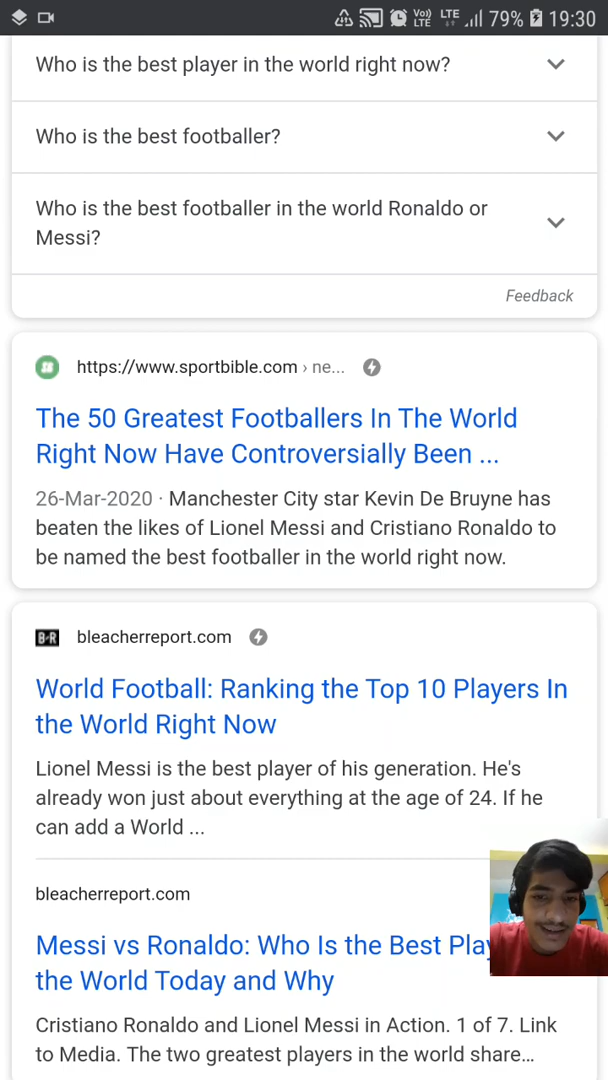 Vo)) LTE LTE 79% 19:30
Who is the best player in the world right now?
Who is the best footballer?
Who is the best footballer in the world Ronaldo or
Messi?
Feedback
https://www.sportbible.com › ne...
The 50 Greatest Footballers In The World
Right Now Have Controversially Been ...
26-Mar-2020 · Manchester City star Kevin De Bruyne has
beaten the likes of Lionel Messi and Cristiano Ronaldo to
be named the best footballer in the world right now.
B/R bleacherreport.com
World Football: Ranking the Top 10 Players In
the World Right Now
Lionel Messi is the best player of his generation. He's
already won just about everything at the age of 24. If he
can add a World ...
bleacherreport.com
Messi vs Ronaldo: Who Is the Best
the World Today and Why
Cristiano Ronaldo and Lionel Messi in Action. 1 of 7. Link
to Media. The two greatest players in the world share...